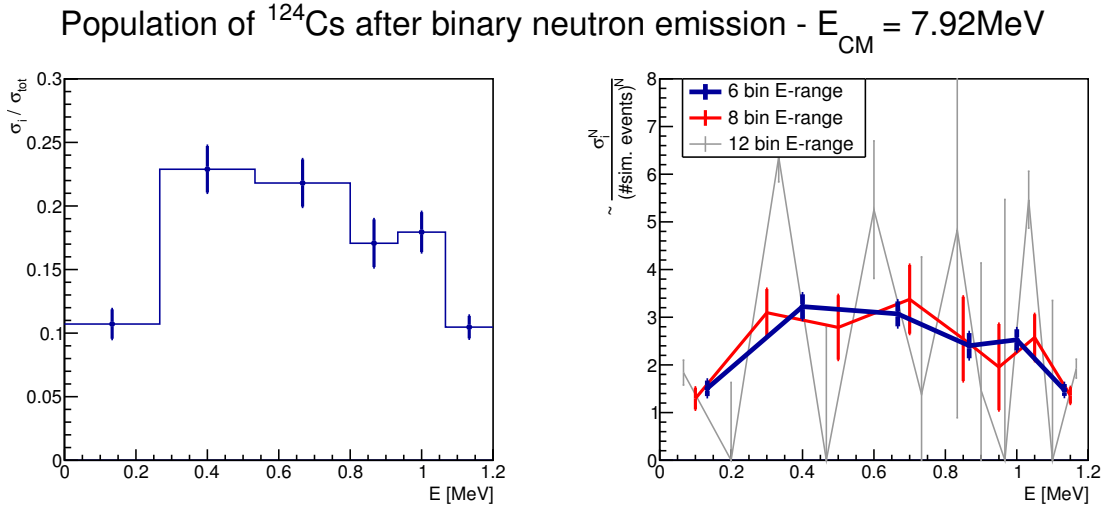 Population of ¹²⁴Cs after binary neutron emission - E_CM = 7.92MeV
σ_i / σ_tot
0.3
0.25
0.2
0.15
0.1
0.05
0
0 0.2 0.4 0.6 0.8 1 1.2
E [MeV]
~ σ_i^N / (#sim. events)^N
8
7
6
5
4
3
2
1
0
6 bin E-range
8 bin E-range
12 bin E-range
0 0.2 0.4 0.6 0.8 1 1.2
E [MeV]